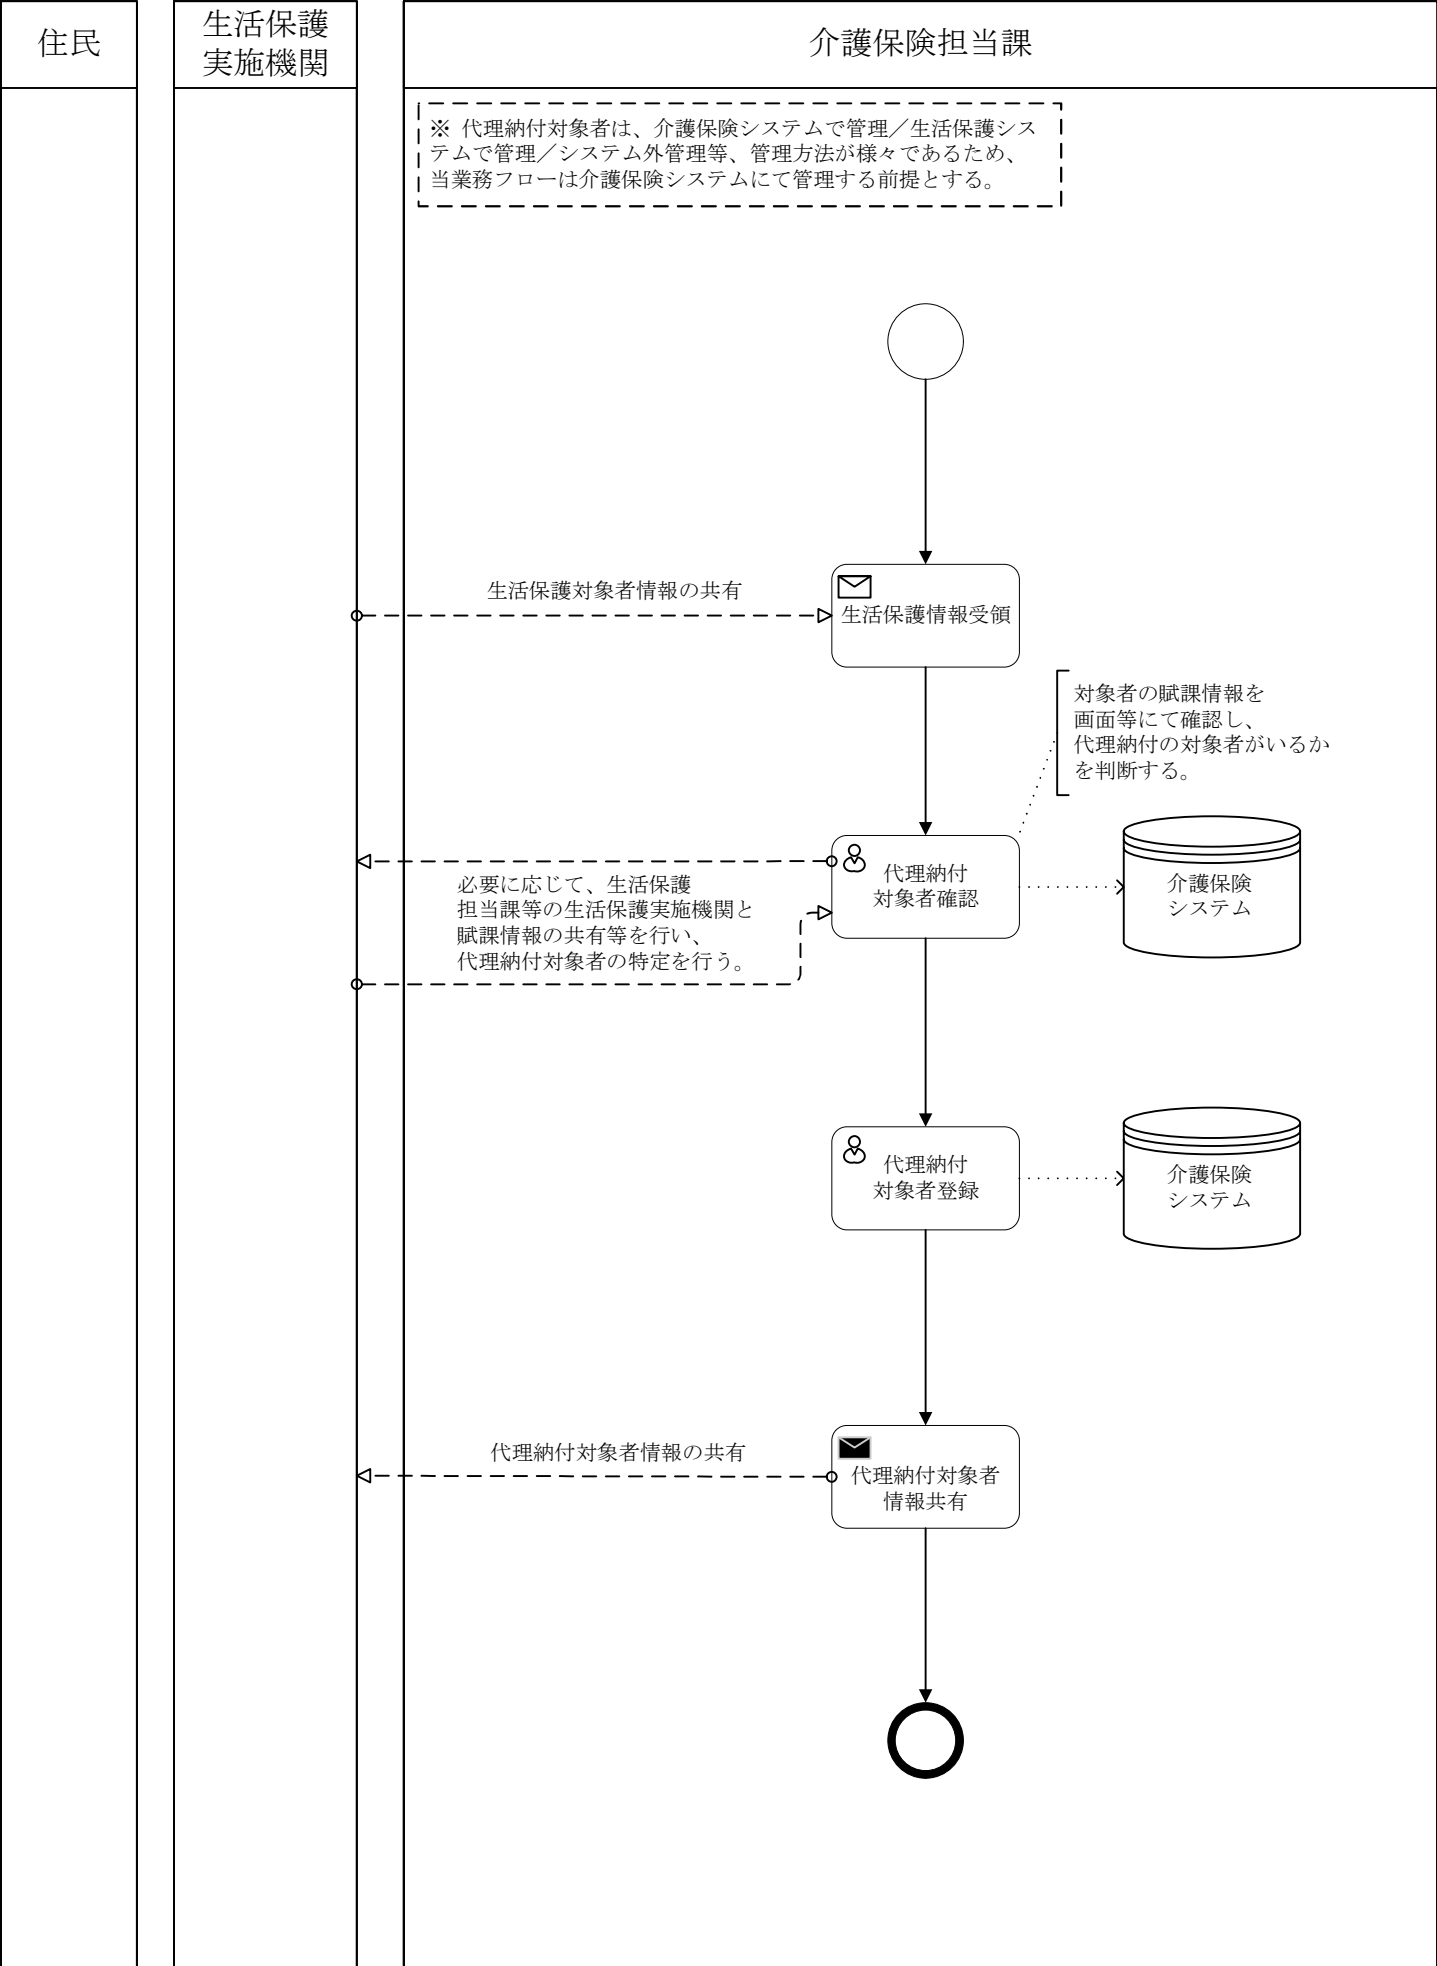 住民
生活保護
実施機関
介護保険担当課
※ 代理納付対象者は、介護保険システムで管理／生活保護シス
テムで管理／システム外管理等、管理方法が様々であるため、
当業務フローは介護保険システムにて管理する前提とする。
生活保護対象者情報の共有
生活保護情報受領
対象者の賦課情報を
画面等にて確認し、
代理納付の対象者がいるか
を判断する。
代理納付
対象者確認
介護保険
システム
必要に応じて、生活保護
担当課等の生活保護実施機関と
賦課情報の共有等を行い、
代理納付対象者の特定を行う。
代理納付
対象者登録
介護保険
システム
代理納付対象者情報の共有
代理納付対象者
情報共有